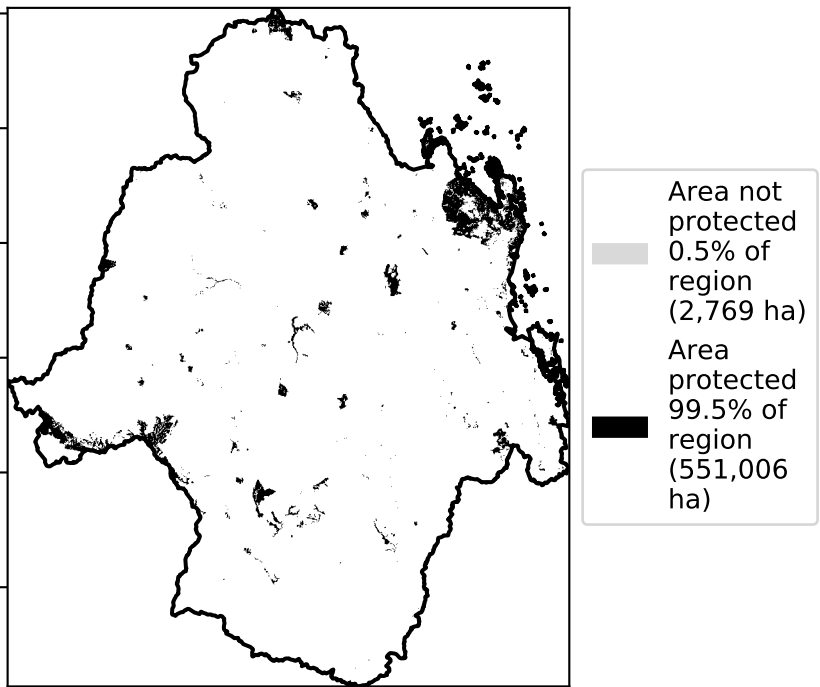 Area not
protected
0.5% of
region
(2,769 ha)
Area
protected
99.5% of
region
(551,006
ha)